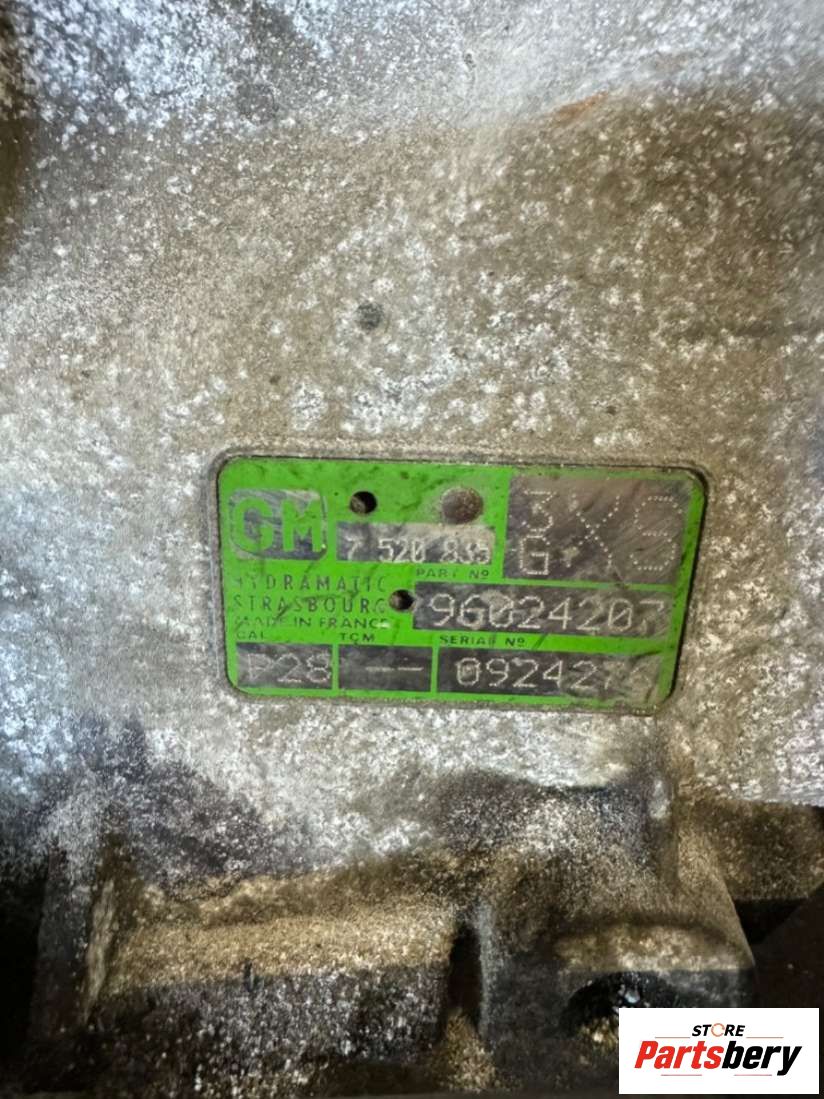 GM
7 520 835
PART Nº
3XS
G·
HYDRAMATIC
STRASBOURG
MADE IN FRANCE
96024207
CAL TCM SERIAL Nº
P28 —
STORE
Partsbery